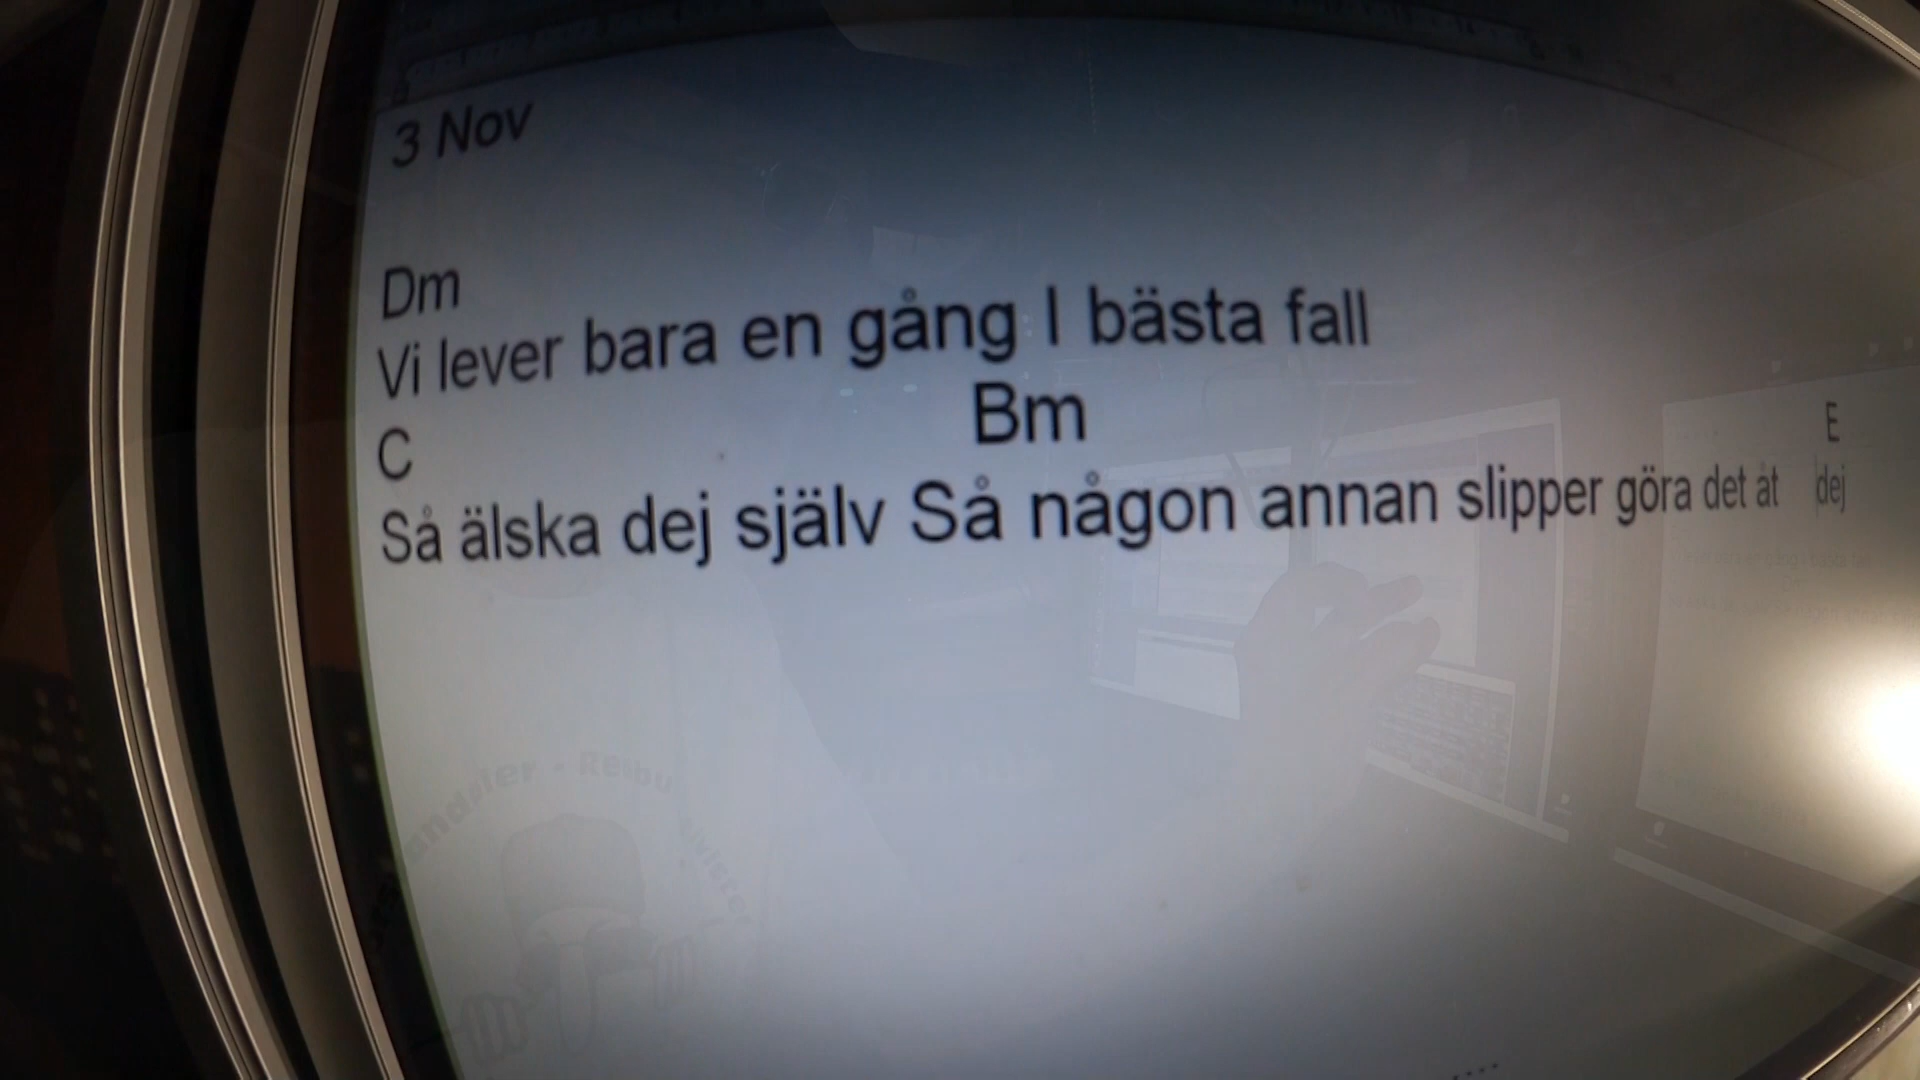 3 Nov
Dm
Vi lever bara en gång I bästa fall
C Bm E
Så älska dej själv Så någon annan slipper göra det åt dej